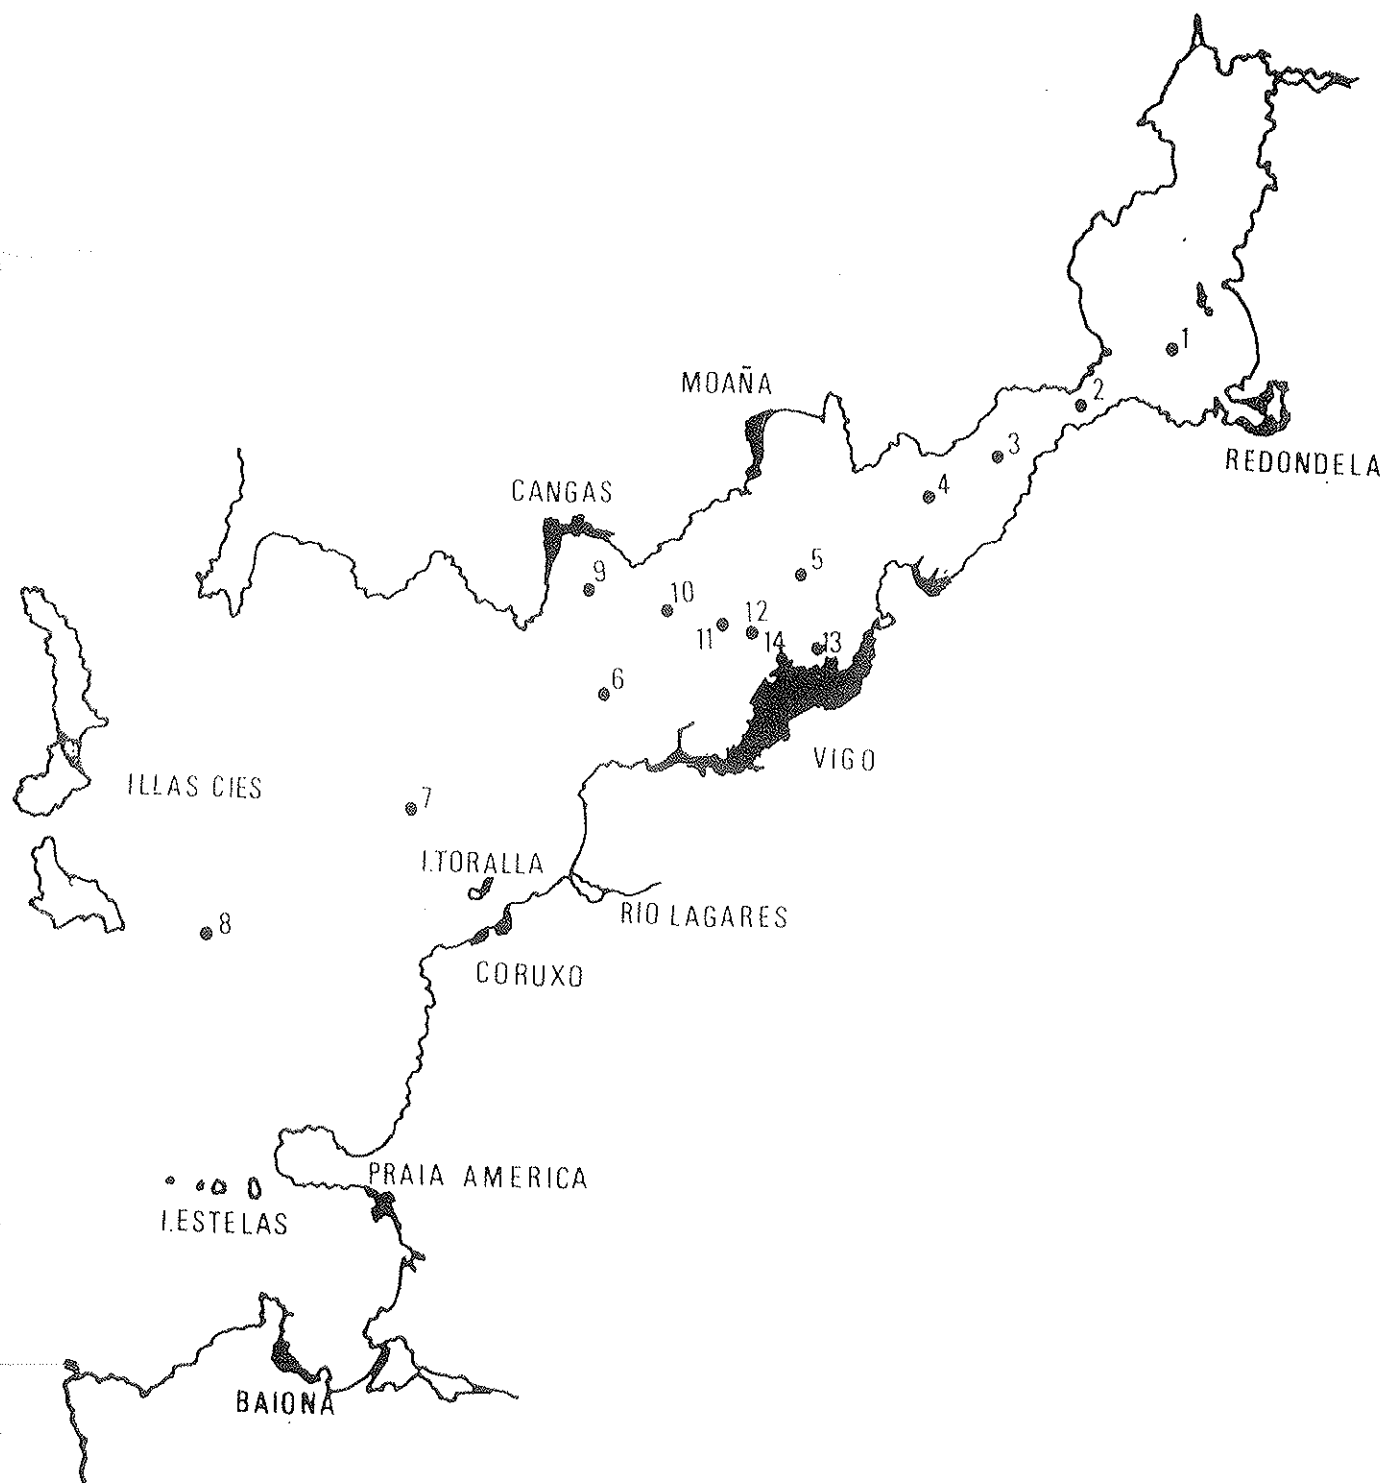 1
2
MOAÑA
3
REDONDELA
4
CANGAS
5
9
10
12
11
14
13
6
VIGO
ILLAS CIES
7
I.TORALLA
RIO LAGARES
8
CORUXO
PRAIA AMERICA
I.ESTELAS
BAIONA